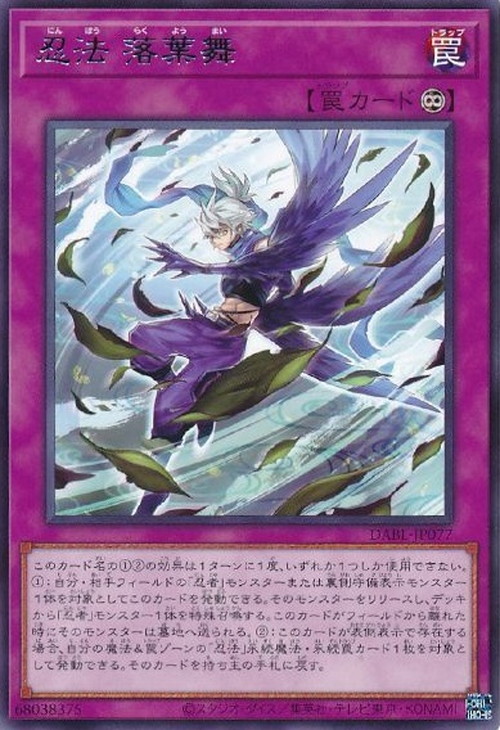 忍法 落葉舞
罠
【罠カード】
DABL-JP077
このカード名の①②の効果は1ターンに1度、いずれか1つしか使用できない。
①：自分・相手フィールドの「忍者」モンスターまたは裏側守備表示モンスター
1体を対象としてこのカードを発動できる。そのモンスターをリリースし、デッキ
から「忍者」モンスター1体を特殊召喚する。このカードがフィールドから離れた
時にそのモンスターは墓地へ送られる。②：このカードが表側表示で存在する
場合、自分の魔法＆罠ゾーンの「忍法」永続魔法・永続罠カード1枚を対象と
して発動できる。そのカードを持ち主の手札に戻す。
68038375
©スタジオ・ダイス／集英社・テレビ東京・KONAMI